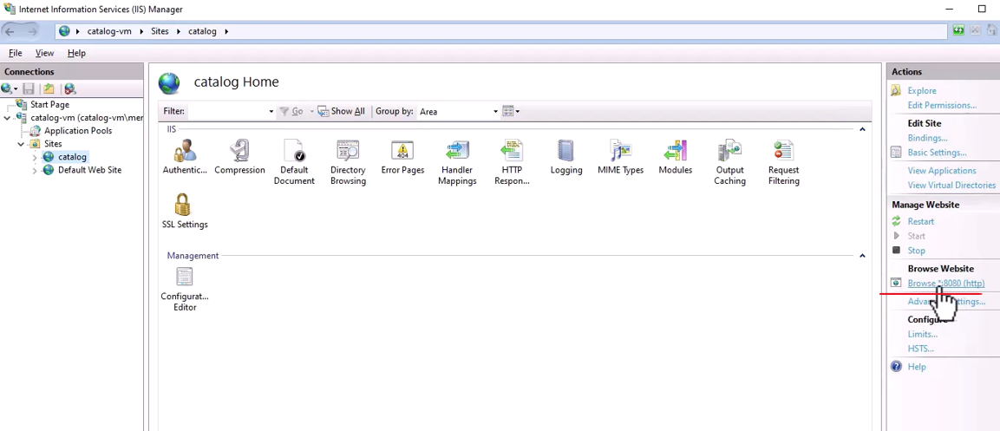 Internet Information Services (IIS) Manager
catalog-vm Sites catalog
File View Help
Connections
Start Page
catalog-vm (catalog-vm\mer
Application Pools
Sites
catalog
Default Web Site
catalog Home
Filter: Go Show All Group by: Area
IIS
Authentic... Compression Default Document Directory Browsing Error Pages Handler Mappings HTTP Respon... Logging MIME Types Modules Output Caching Request Filtering
SSL Settings
Management
Configurat... Editor
Actions
Explore
Edit Permissions...
Edit Site
Bindings...
Basic Settings...
View Applications
View Virtual Directories
Manage Website
Restart
Start
Stop
Browse Website
Browse *:8080 (http)
Configure
Limits...
HSTS...
Help